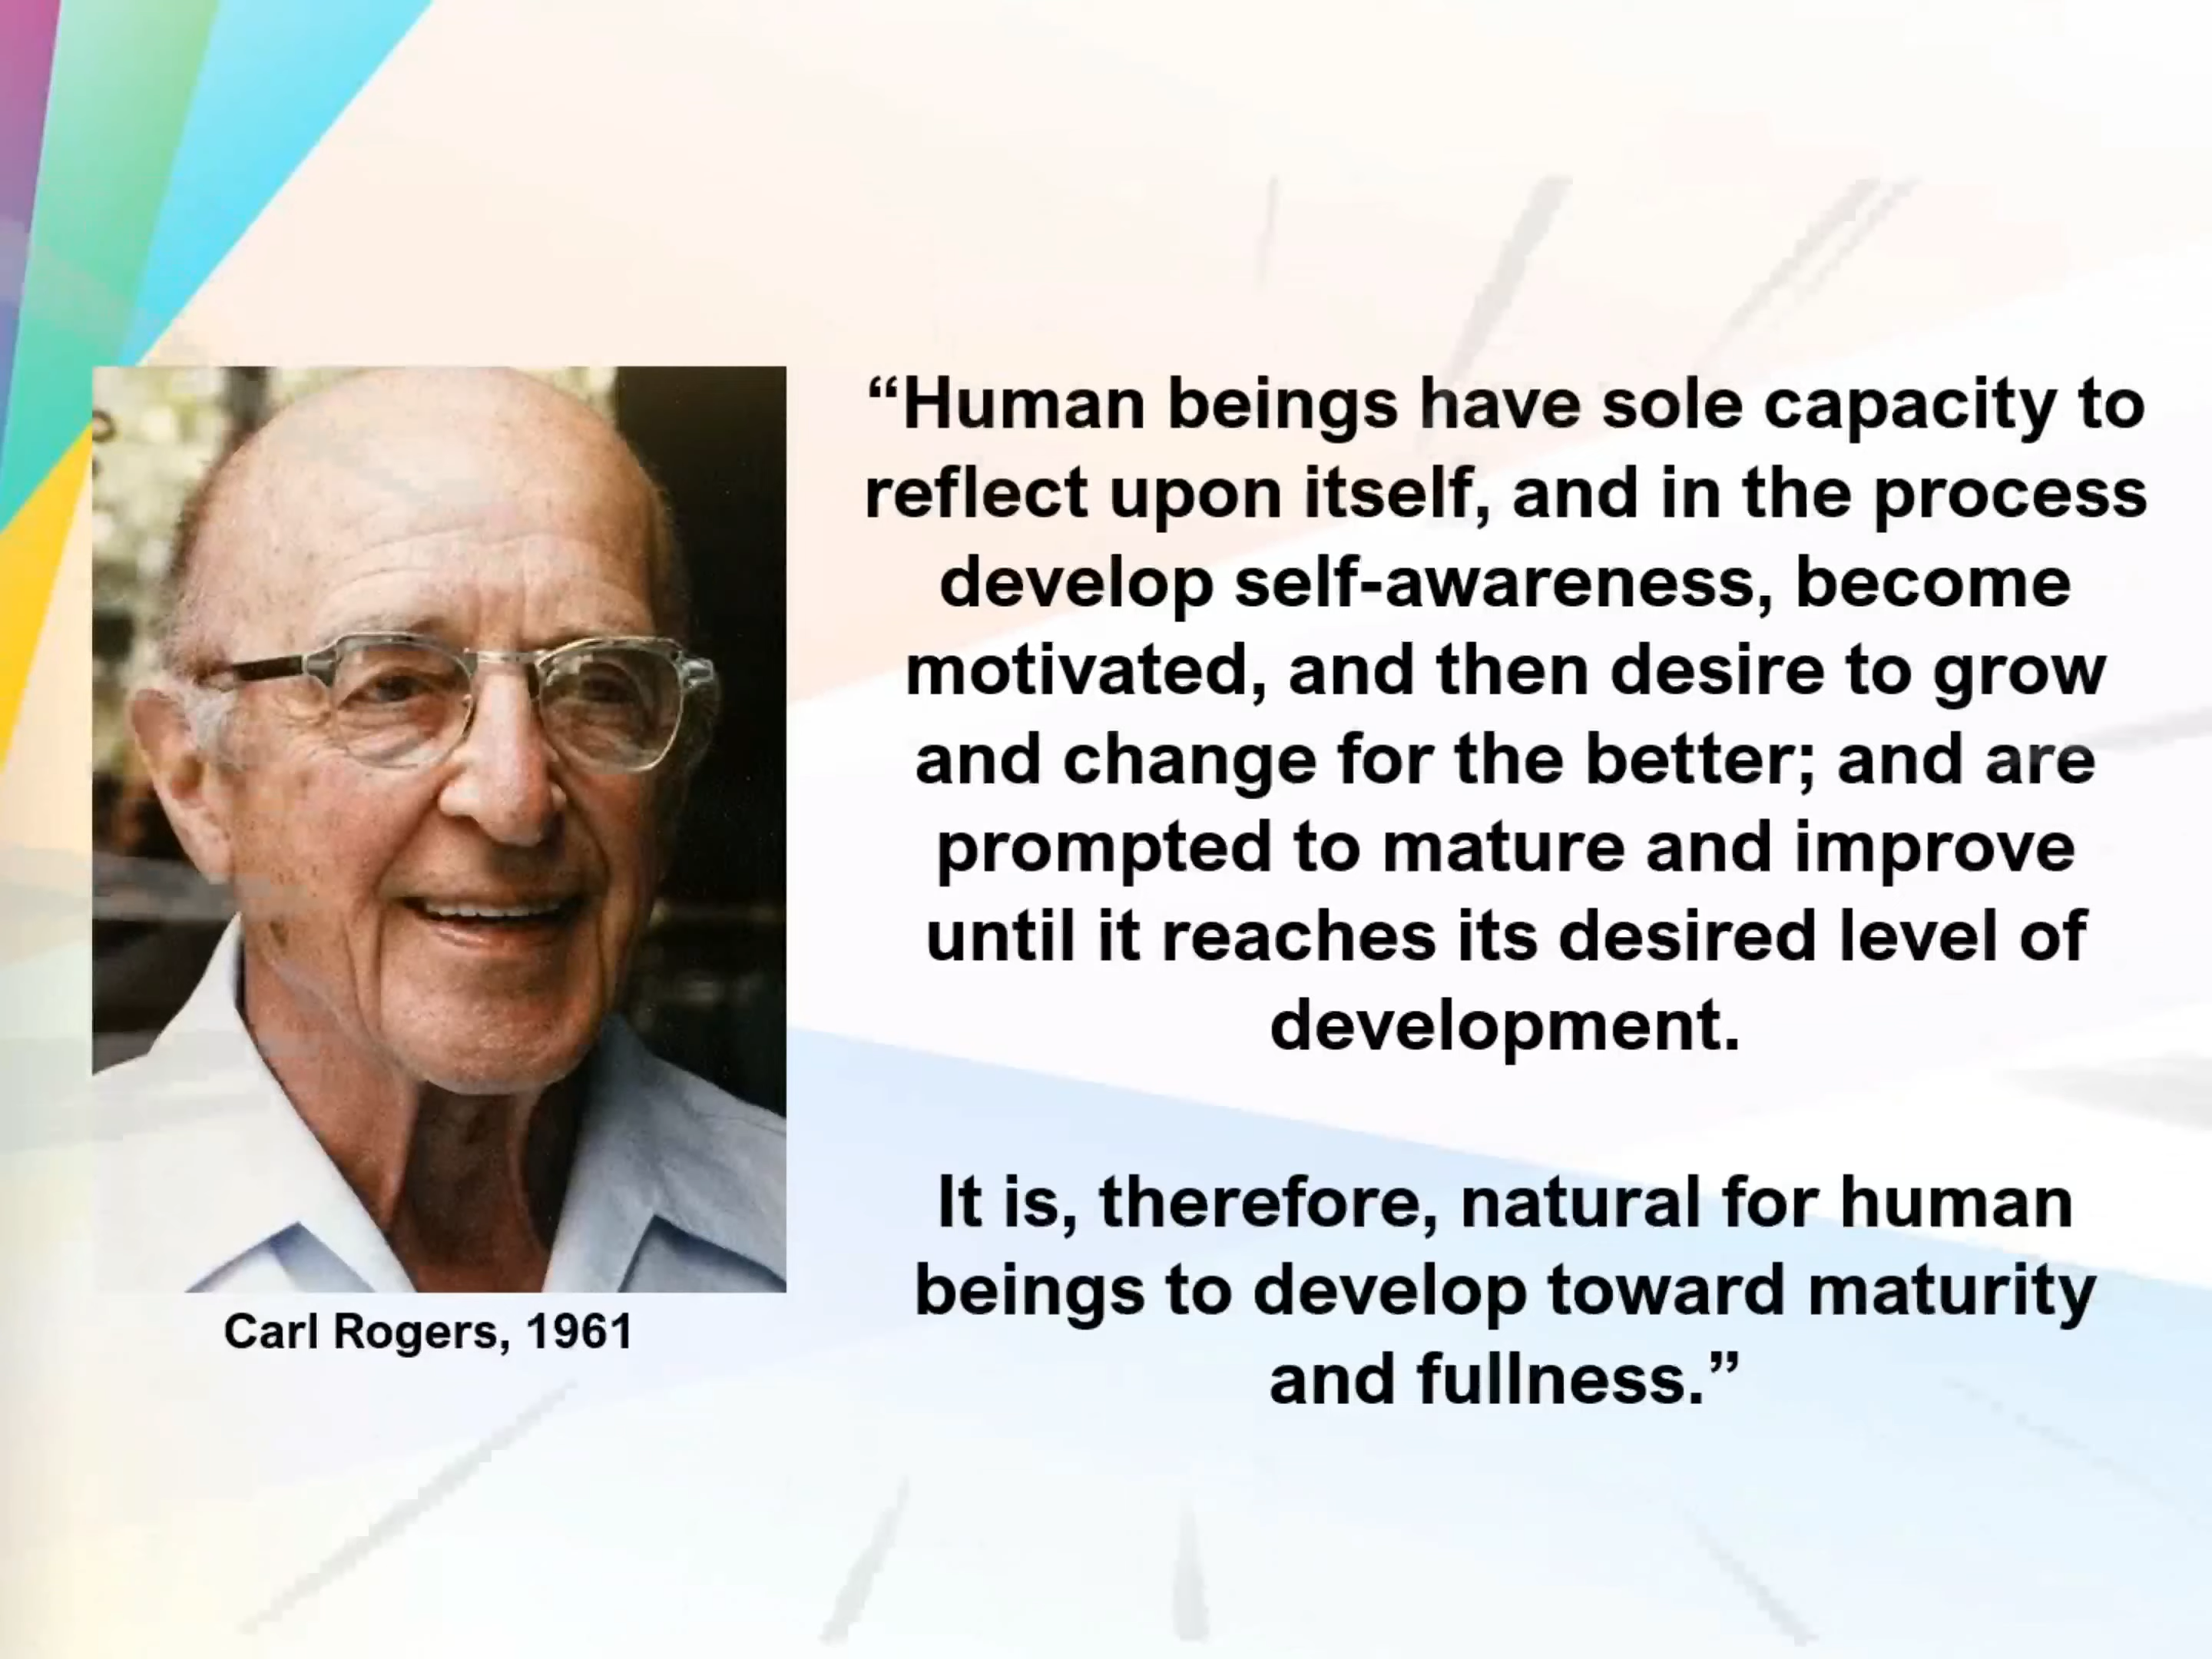 “Human beings have sole capacity to
reflect upon itself, and in the process
develop self-awareness, become
motivated, and then desire to grow
and change for the better; and are
prompted to mature and improve
until it reaches its desired level of
development.
It is, therefore, natural for human
beings to develop toward maturity
and fullness.”
Carl Rogers, 1961